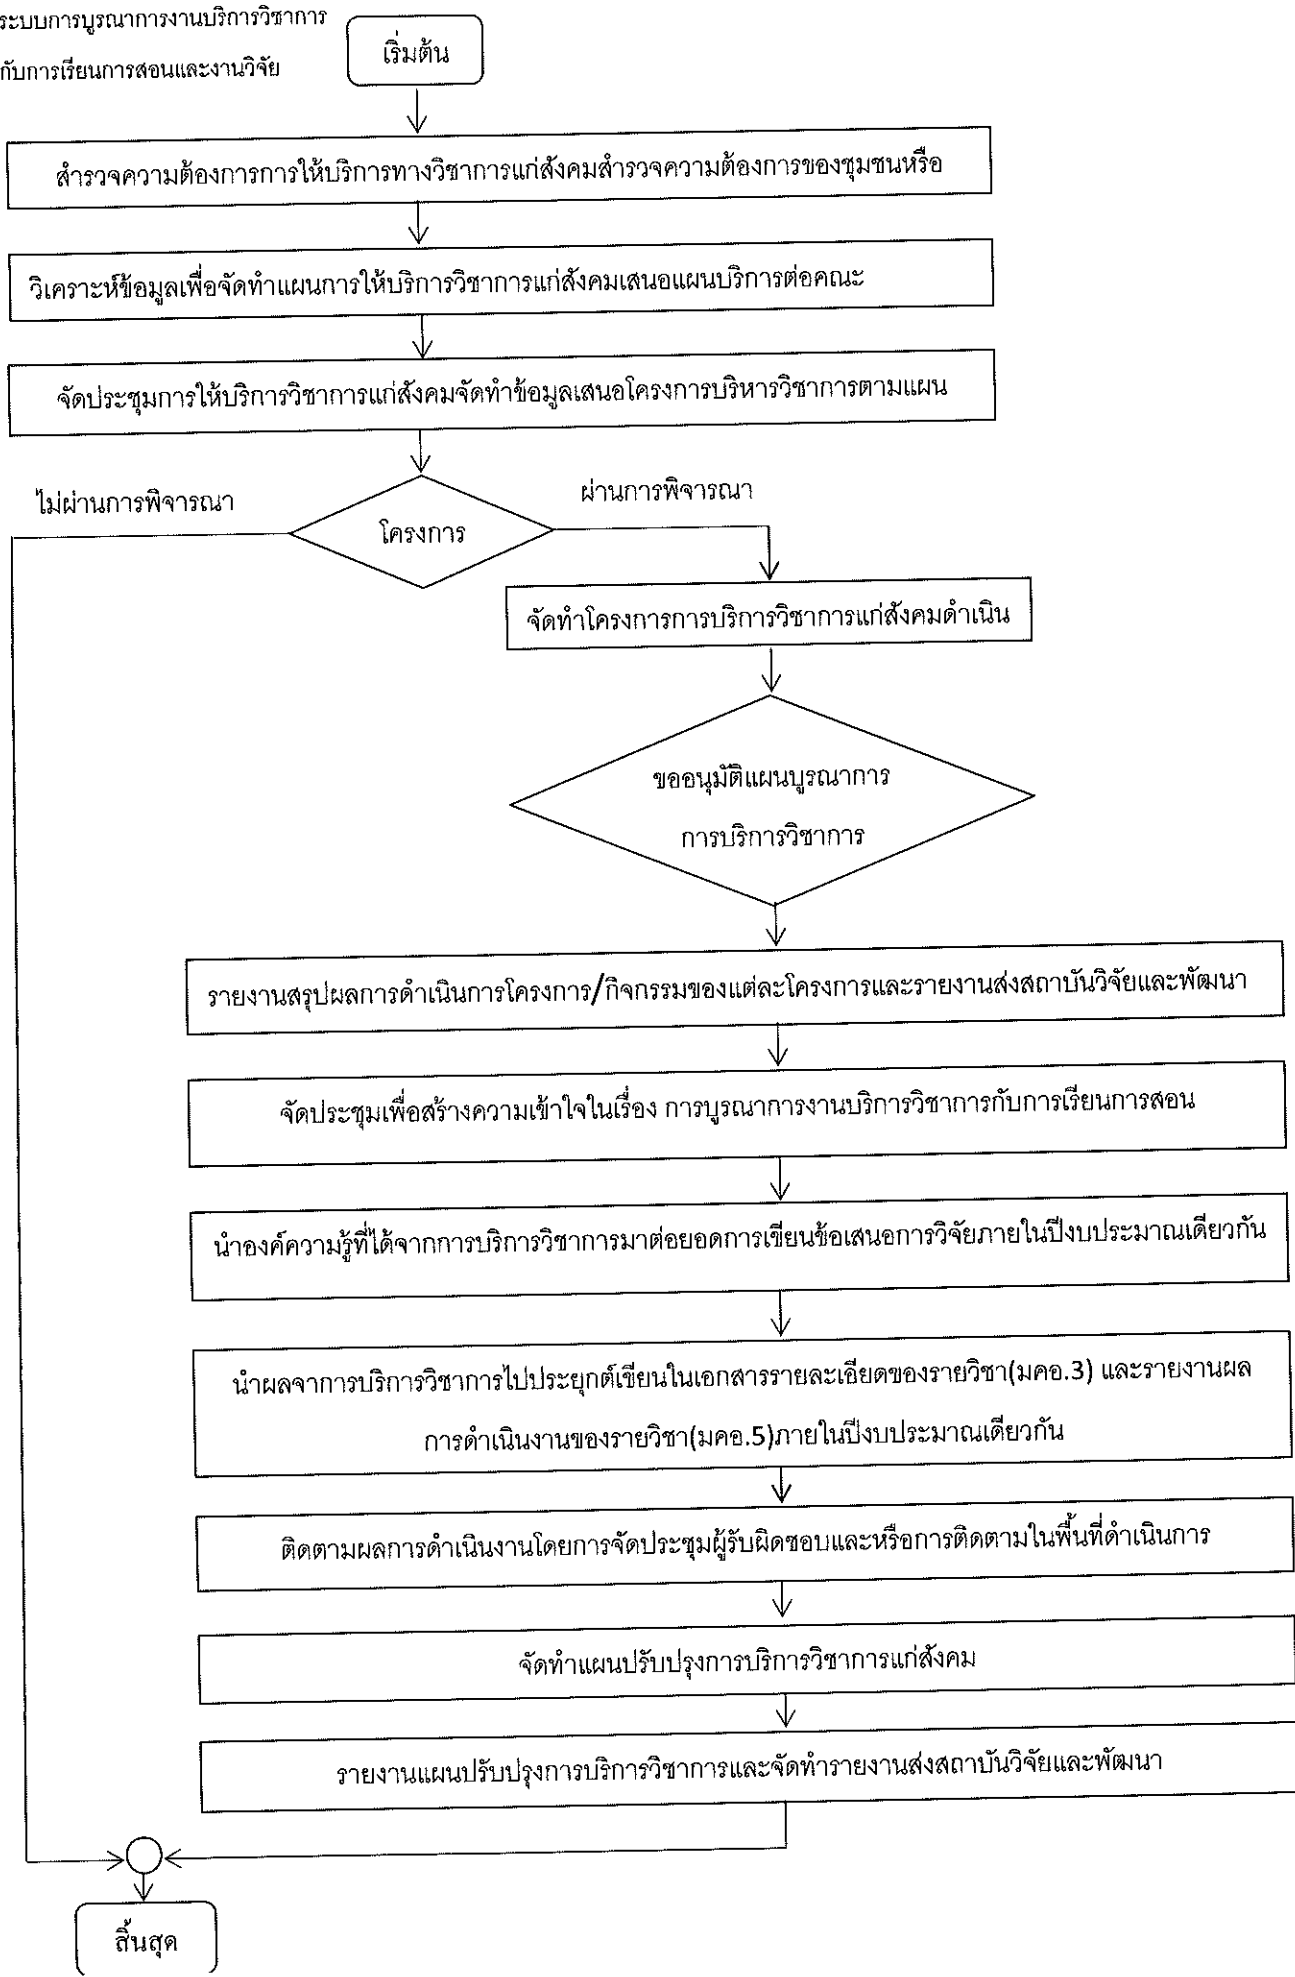 ระบบการบูรณาการงานบริการวิชาการ
กับการเรียนการสอนและงานวิจัย
เริ่มต้น
สำรวจความต้องการการให้บริการทางวิชาการแก่สังคมสำรวจความต้องการของชุมชนหรือ
วิเคราะห์ข้อมูลเพื่อจัดทำแผนการให้บริการวิชาการแก่สังคมเสนอแผนบริการต่อคณะ
จัดประชุมการให้บริการวิชาการแก่สังคมจัดทำข้อมูลเสนอโครงการบริหารวิชาการตามแผน
ไม่ผ่านการพิจารณา
ผ่านการพิจารณา
โครงการ
จัดทำโครงการการบริการวิชาการแก่สังคมดำเนิน
ขออนุมัติแผนบูรณาการ
การบริการวิชาการ
รายงานสรุปผลการดำเนินการโครงการ/กิจกรรมของแต่ละโครงการและรายงานส่งสถาบันวิจัยและพัฒนา
จัดประชุมเพื่อสร้างความเข้าใจในเรื่อง การบูรณาการงานบริการวิชาการกับการเรียนการสอน
นำองค์ความรู้ที่ได้จากการบริการวิชาการมาต่อยอดการเขียนข้อเสนอการวิจัยภายในปีงบประมาณเดียวกัน
นำผลจาการบริการวิชาการไปประยุกต์เขียนในเอกสารรายละเอียดของรายวิชา(มคอ.3) และรายงานผล
การดำเนินงานของรายวิชา(มคอ.5)ภายในปีงบประมาณเดียวกัน
ติดตามผลการดำเนินงานโดยการจัดประชุมผู้รับผิดชอบและหรือการติดตามในพื้นที่ดำเนินการ
จัดทำแผนปรับปรุงการบริการวิชาการแก่สังคม
รายงานแผนปรับปรุงการบริการวิชาการและจัดทำรายงานส่งสถาบันวิจัยและพัฒนา
สิ้นสุด